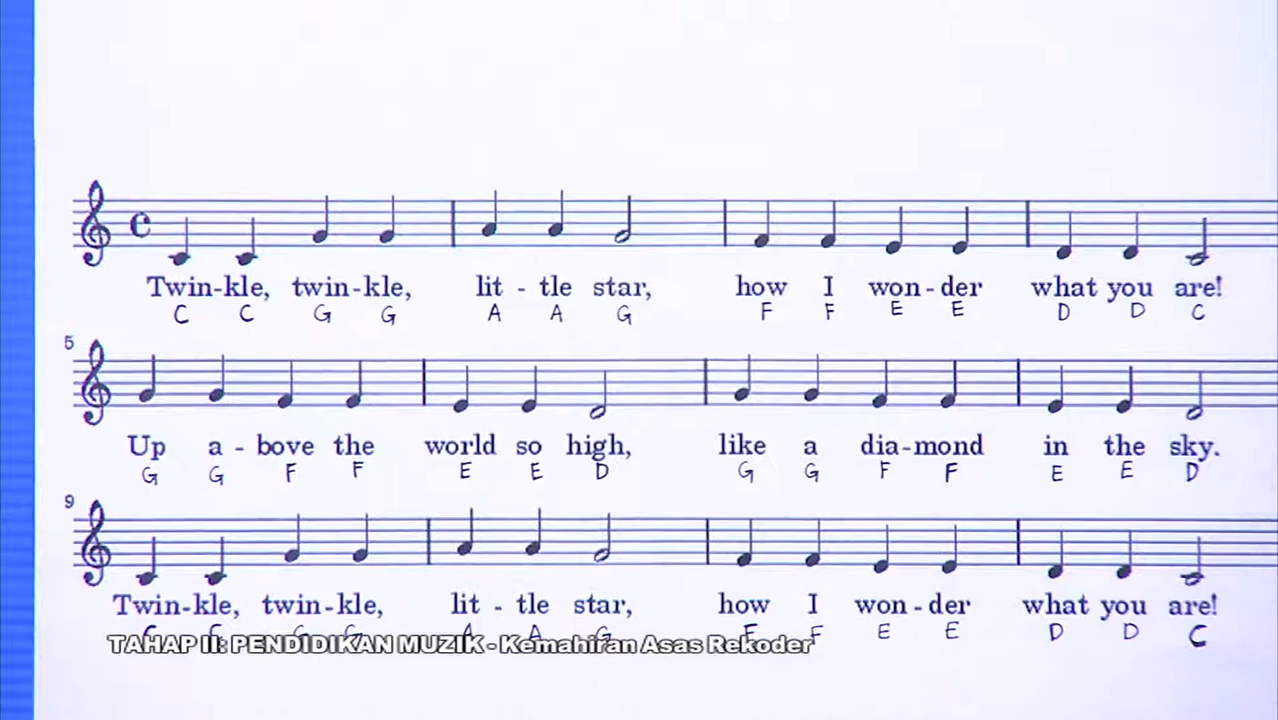 Twin-kle, twin-kle, lit - tle star, how I won - der what you are!
C C G G A A G F F E E D D C
5
Up a - bove the world so high, like a dia-mond in the sky.
G G F F E E D G G F F E E D
9
Twin-kle, twin-kle, lit - tle star, how I won - der what you are!
C C G G A A G F F E E D D C
TAHAP II: PENDIDIKAN MUZIK - Kemahiran Asas Rekoder